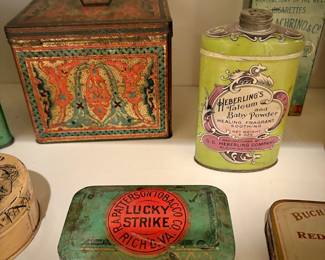 CIGARETTES
HEBERLING'S
Talcum and
Baby Powder
HEALING FRAGRANT
SOOTHING
G.C. HEBERLING COMPANY
R.A. PATTERSON TOBACCO CO.
LUCKY
STRIKE
RICH'D. VA.
BUCH
RED